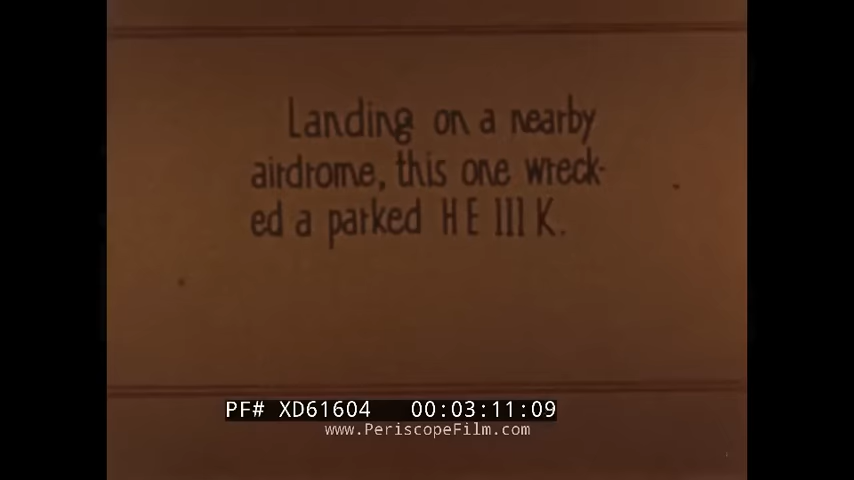 Landing on a nearby
airdrome, this one wreck-
ed a parked H E III K.
PF# XD61604 00:03:11:09
www.PeriscopeFilm.com